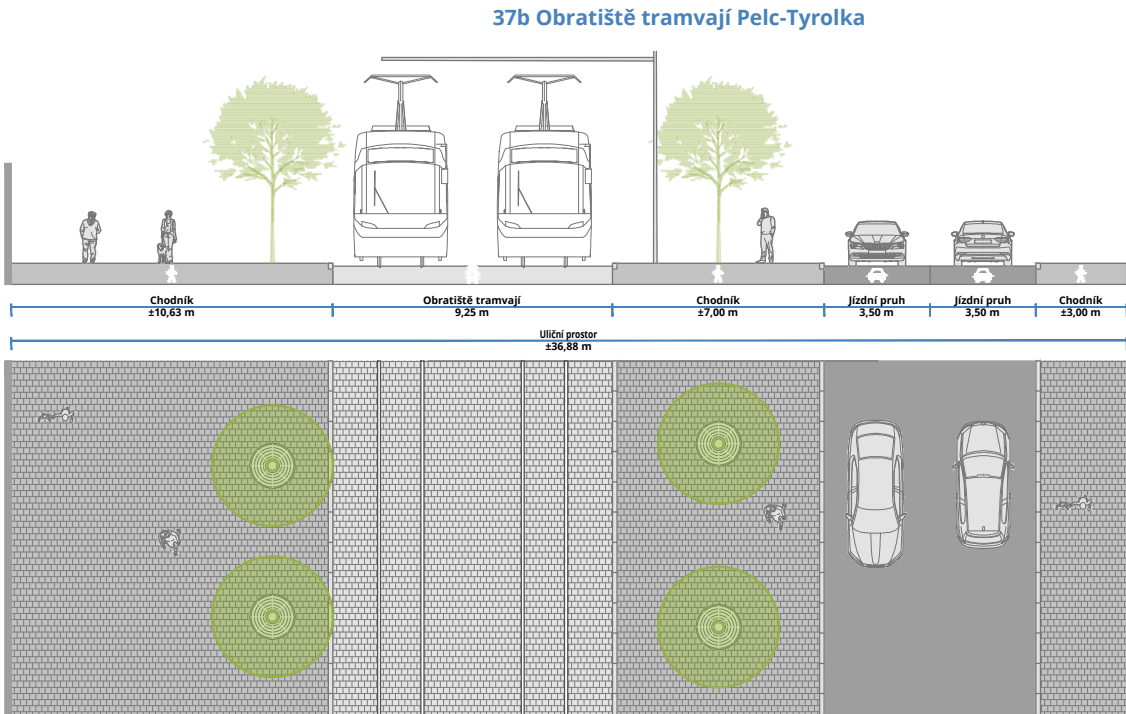 37b Obratiště tramvají Pelc-Tyrolka
Chodník
±10,63 m
Obratiště tramvají
9,25 m
Chodník
±7,00 m
Jízdní pruh
3,50 m
Jízdní pruh
3,50 m
Chodník
±3,00 m
Uliční prostor
±36,88 m